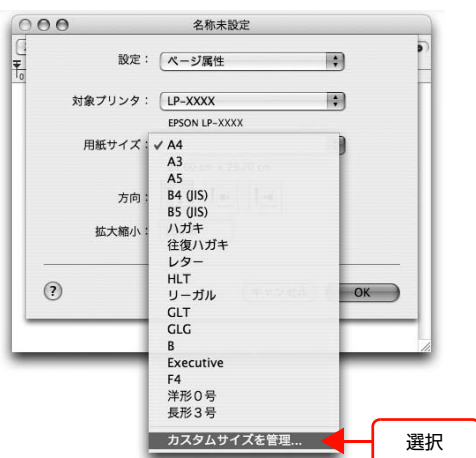 名称未設定
設定： ページ属性
対象プリンタ： LP-XXXX
EPSON LP-XXXX
用紙サイズ： ✓ A4
A3
A5
方向：
B4 (JIS)
B5 (JIS)
拡大縮小：
ハガキ
往復ハガキ
レター
HLT
リーガル
キャンセル
OK
?
GLT
GLG
B
Executive
F4
洋形０号
長形３号
カスタムサイズを管理...
選択